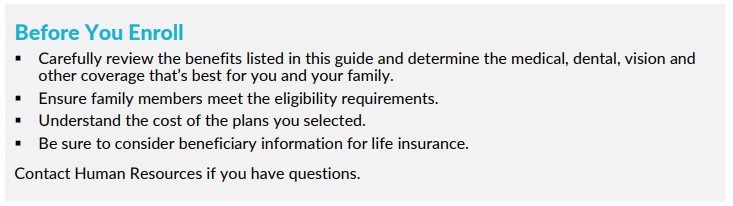 Before You Enroll
▪ Carefully review the benefits listed in this guide and determine the medical, dental, vision and
other coverage that's best for you and your family.
▪ Ensure family members meet the eligibility requirements.
▪ Understand the cost of the plans you selected.
▪ Be sure to consider beneficiary information for life insurance.
Contact Human Resources if you have questions.